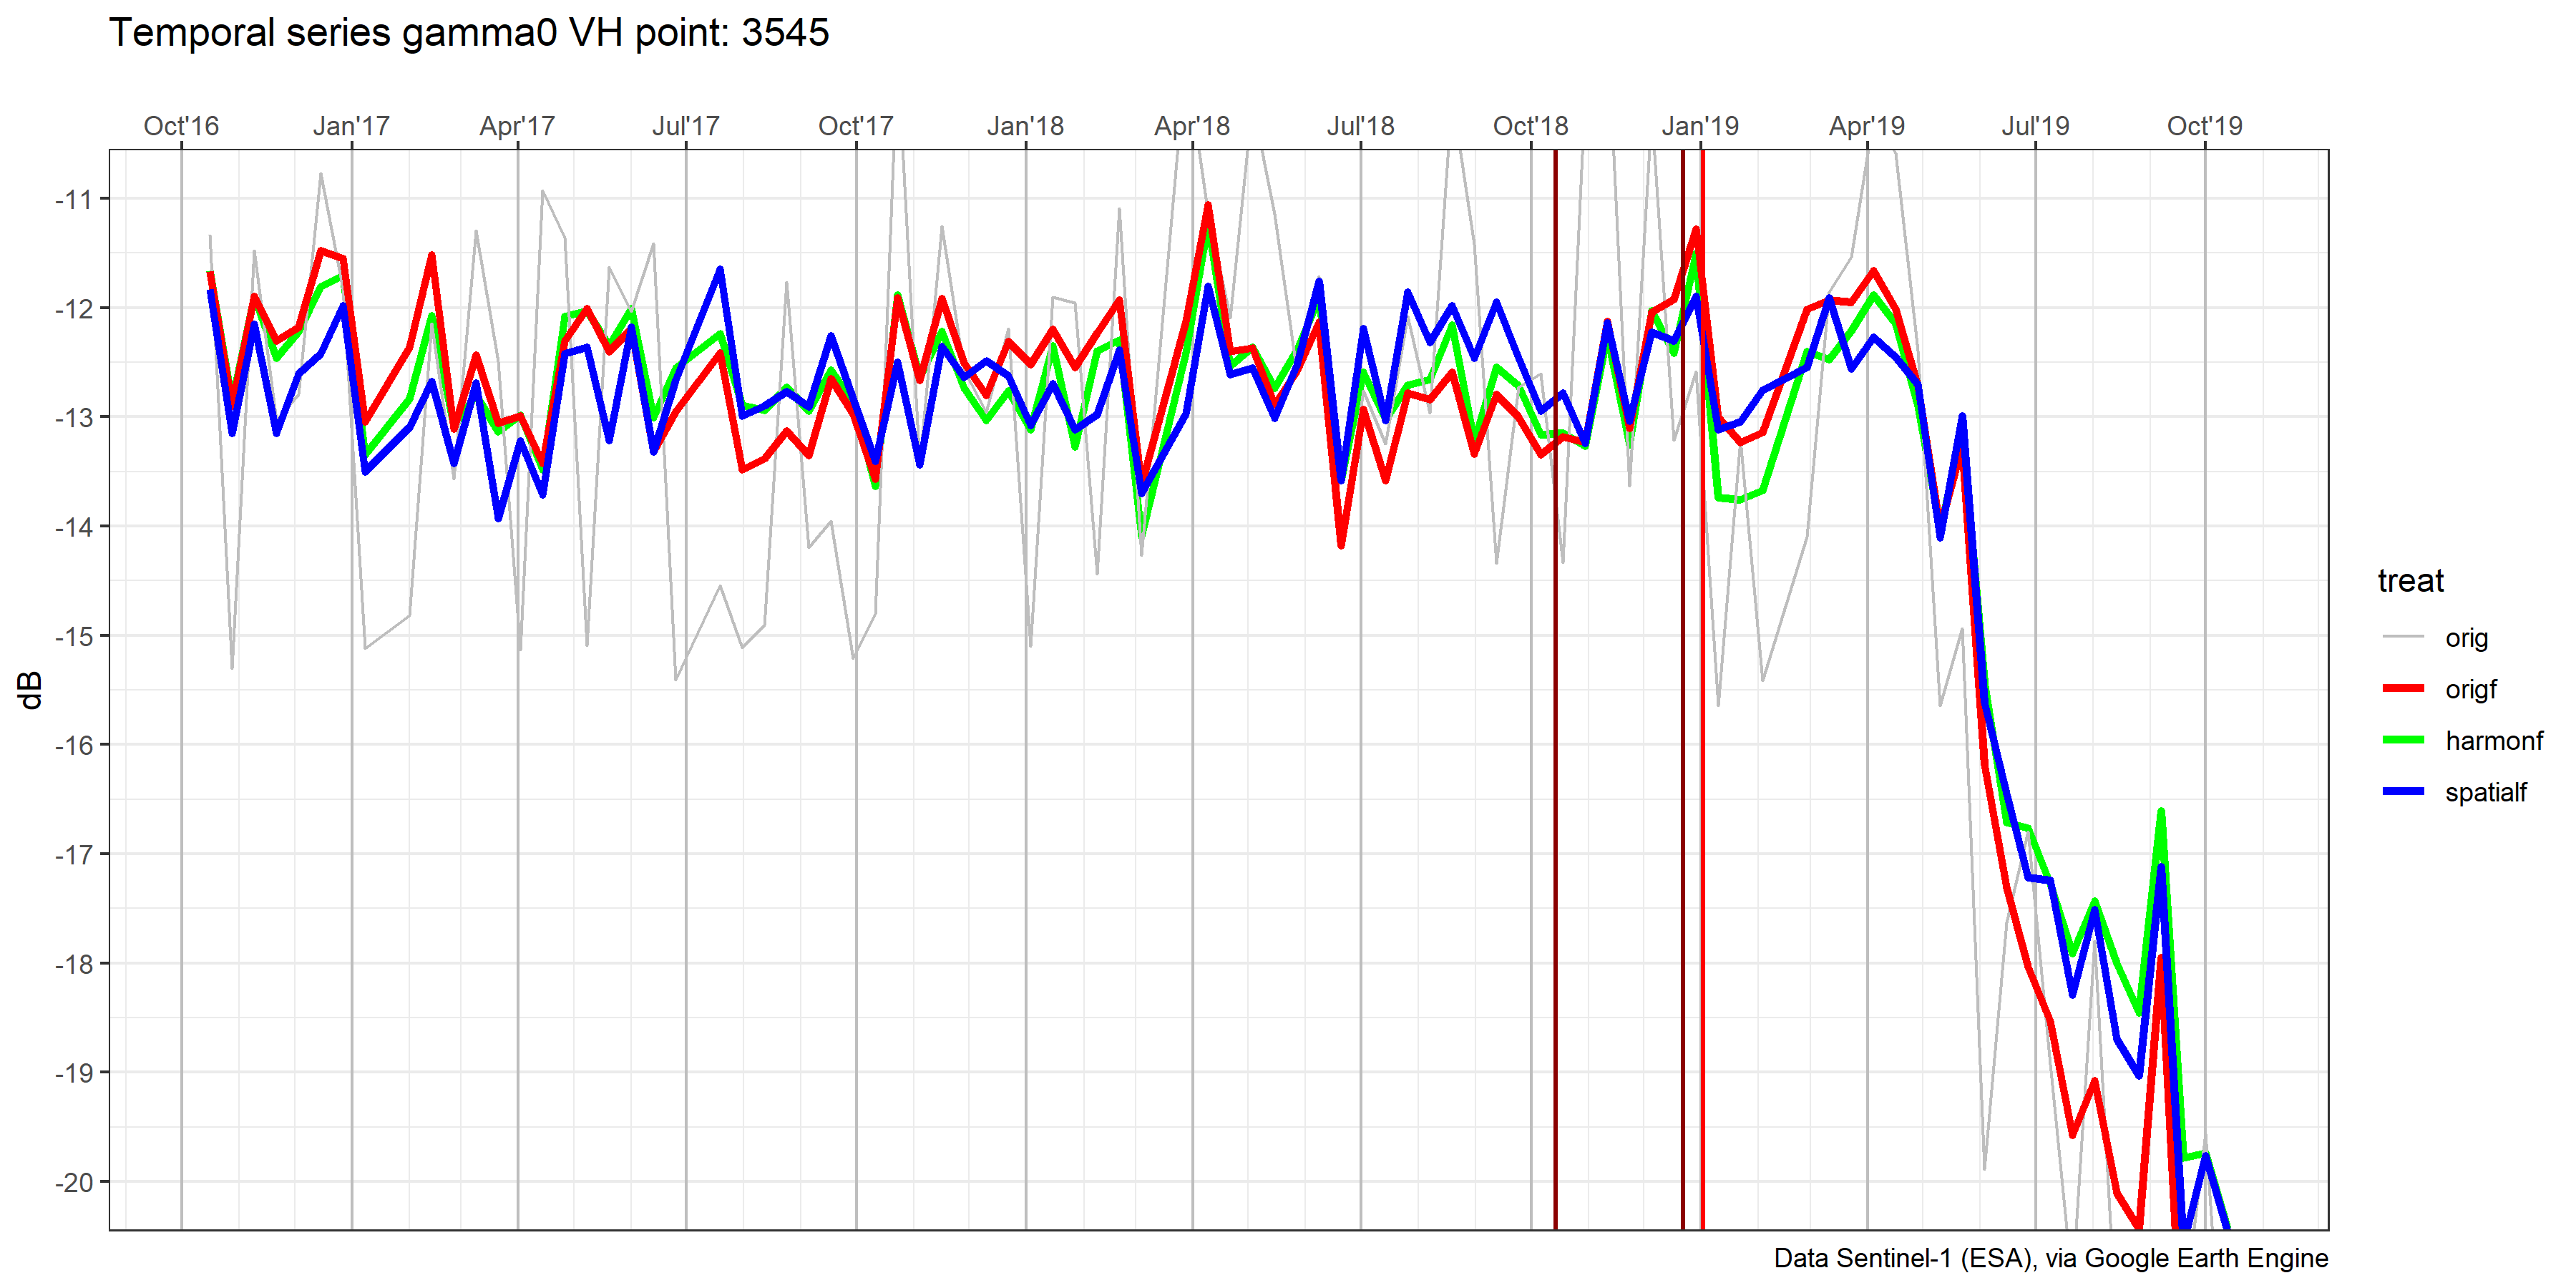 Temporal series gamma0 VH point: 3545
Oct'16 Jan'17 Apr'17 Jul'17 Oct'17 Jan'18 Apr'18 Jul'18 Oct'18 Jan'19 Apr'19 Jul'19 Oct'19
-11
-12
-13
-14
-15
-16
-17
-18
-19
-20
dB
treat
orig
origf
harmonf
spatialf
Data Sentinel-1 (ESA), via Google Earth Engine